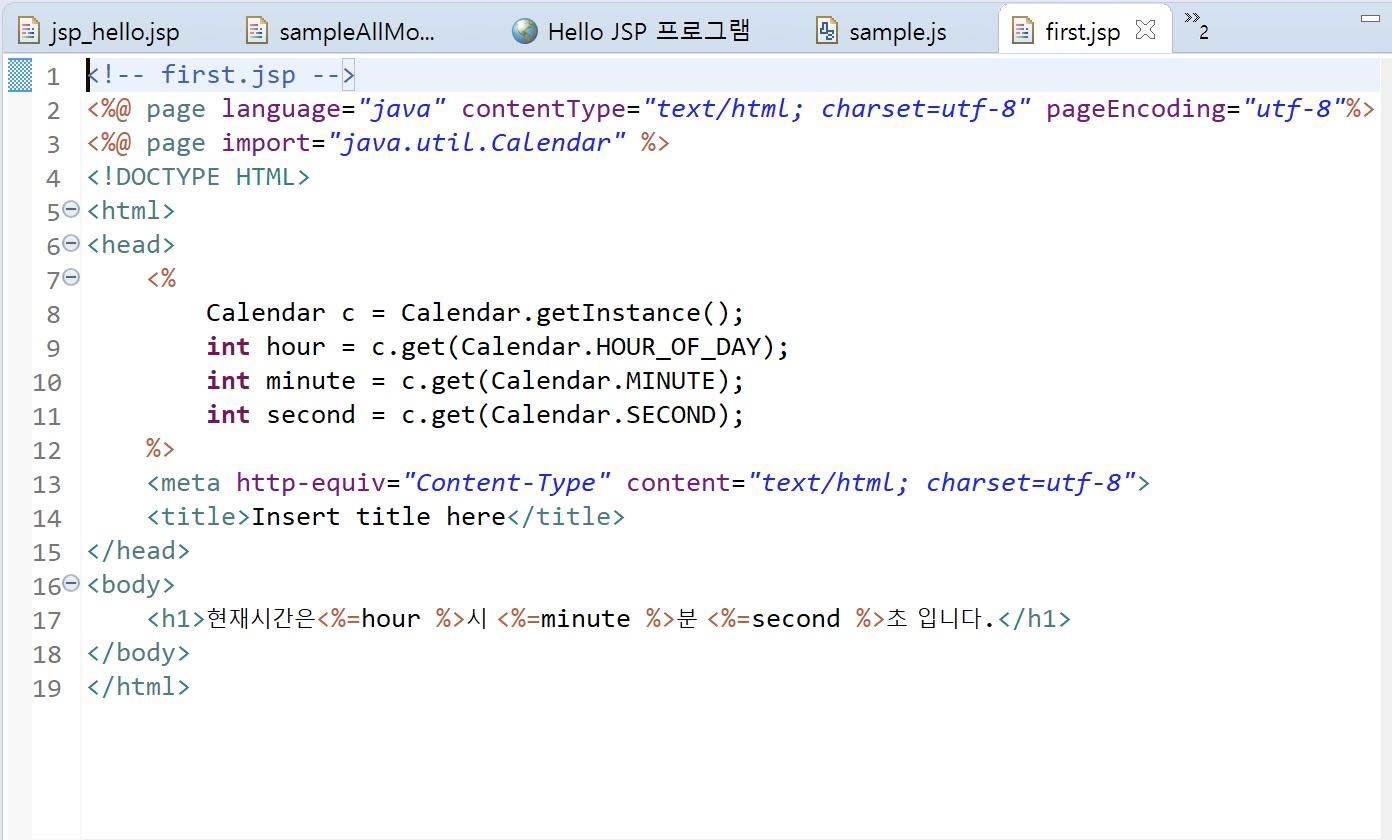 jsp_hello.jsp sampleAllMo... Hello JSP 프로그램 sample.js first.jsp 2
1 <!-- first.jsp -->
2 <%@ page language="java" contentType="text/html; charset=utf-8" pageEncoding="utf-8"%>
3 <%@ page import="java.util.Calendar" %>
4 <!DOCTYPE HTML>
5 <html>
6 <head>
7     <%
8         Calendar c = Calendar.getInstance();
9         int hour = c.get(Calendar.HOUR_OF_DAY);
10         int minute = c.get(Calendar.MINUTE);
11         int second = c.get(Calendar.SECOND);
12     %>
13     <meta http-equiv="Content-Type" content="text/html; charset=utf-8">
14     <title>Insert title here</title>
15 </head>
16 <body>
17     <h1>현재시간은<%=hour %>시 <%=minute %>분 <%=second %>초 입니다.</h1>
18 </body>
19 </html>